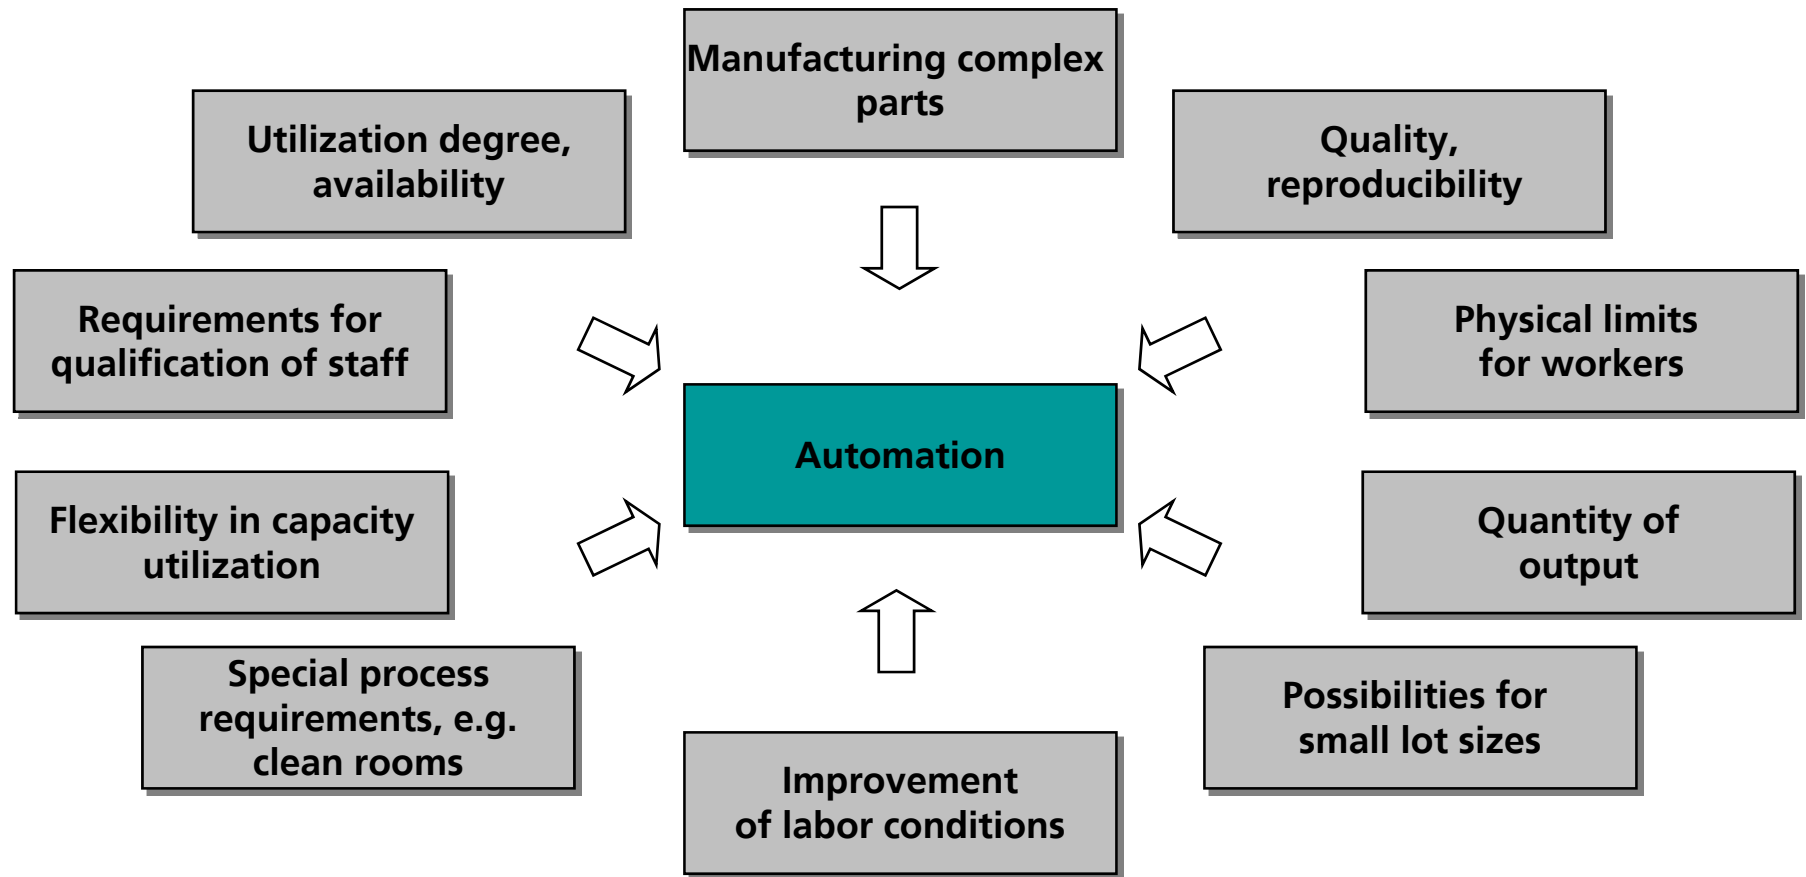 Manufacturing complex
parts
Utilization degree,
availability
Quality,
reproducibility
Requirements for
qualification of staff
Physical limits
for workers
Automation
Flexibility in capacity
utilization
Quantity of
output
Special process
requirements, e.g.
clean rooms
Possibilities for
small lot sizes
Improvement
of labor conditions